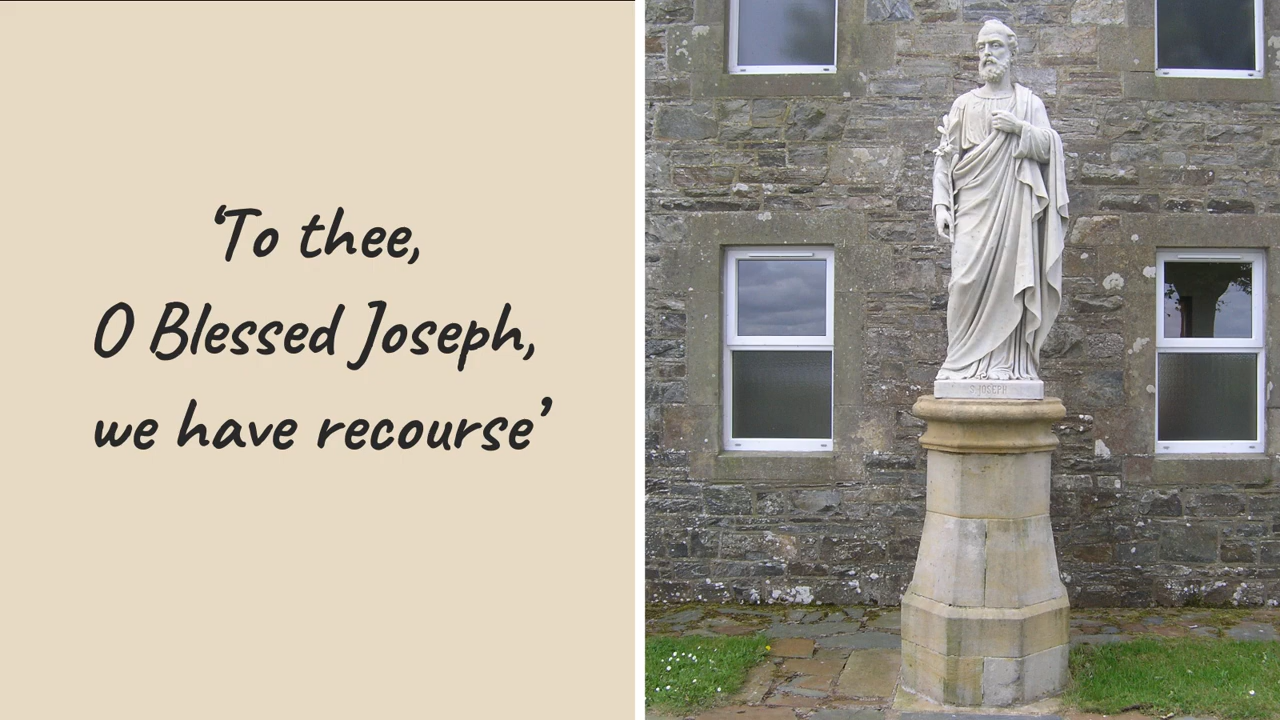 ‘To thee,
O Blessed Joseph,
we have recourse’
S. JOSEPH